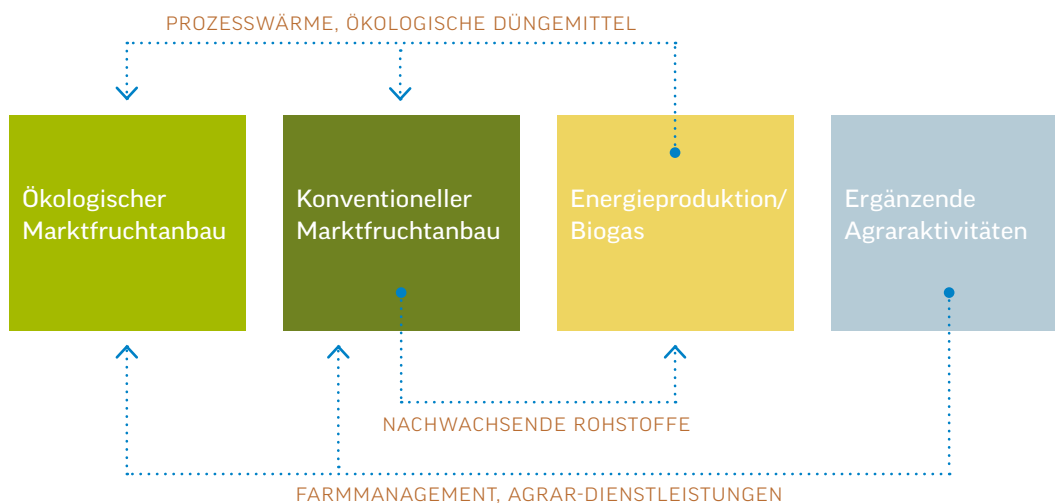 PROZESSWÄRME, ÖKOLOGISCHE DÜNGEMITTEL
Ökologischer
Marktfruchtanbau
Konventioneller
Marktfruchtanbau
Energieproduktion/
Biogas
Ergänzende
Agraraktivitäten
NACHWACHSENDE ROHSTOFFE
FARMMANAGEMENT, AGRAR-DIENSTLEISTUNGEN